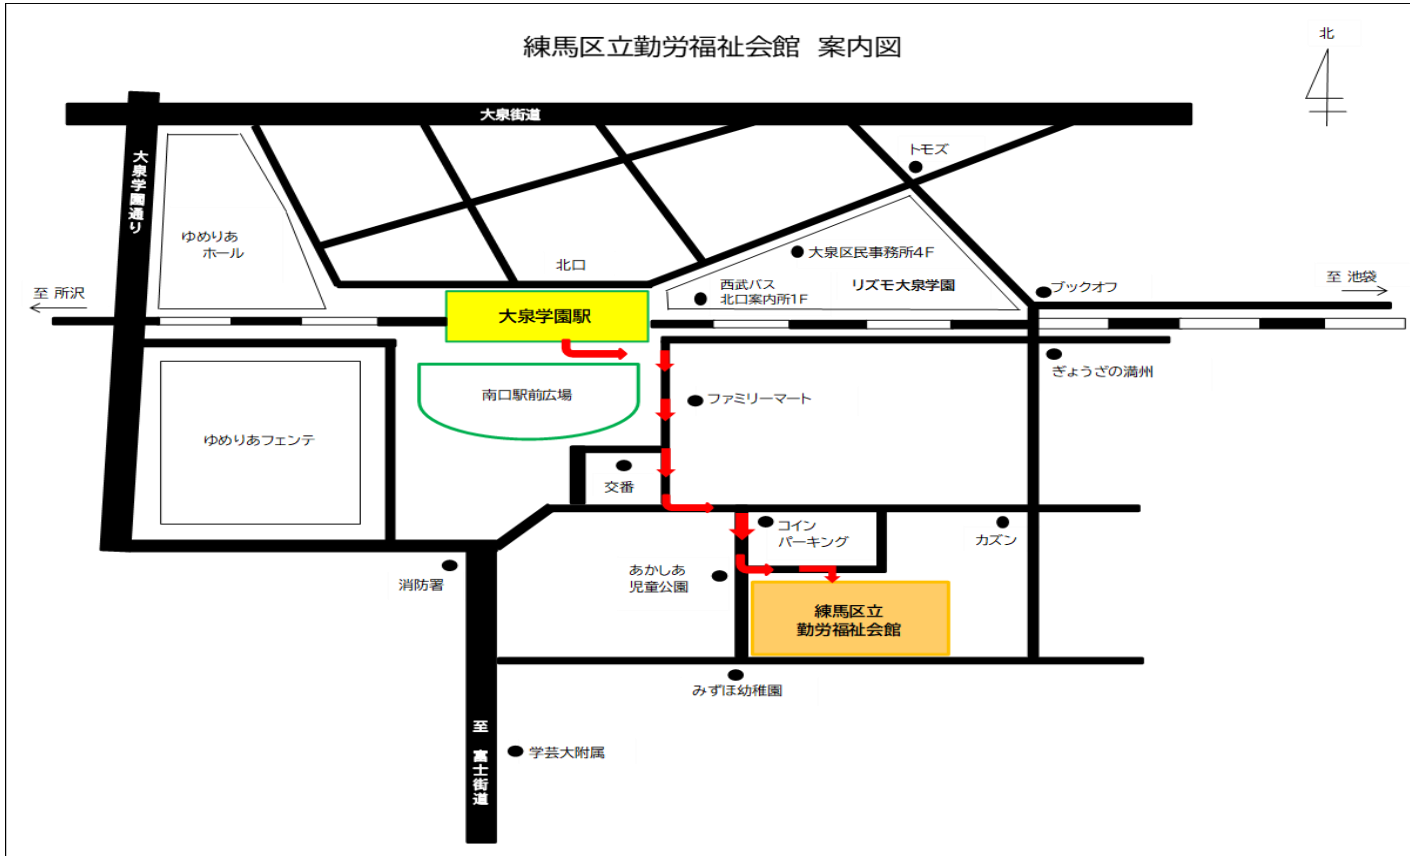 練馬区立勤労福祉会館 案内図
北
大泉街道
大泉学園通り
トモズ
ゆめりあ
ホール
北口
大泉区民事務所4F
西武バス
北口案内所1F
リズモ大泉学園
ブックオフ
至 池袋
至 所沢
大泉学園駅
ぎょうざの満州
南口駅前広場
ファミリーマート
ゆめりあフェンテ
交番
コイン
パーキング
カズン
消防署
あかしあ
児童公園
練馬区立
勤労福祉会館
みずほ幼稚園
至 富士街道
学芸大附属